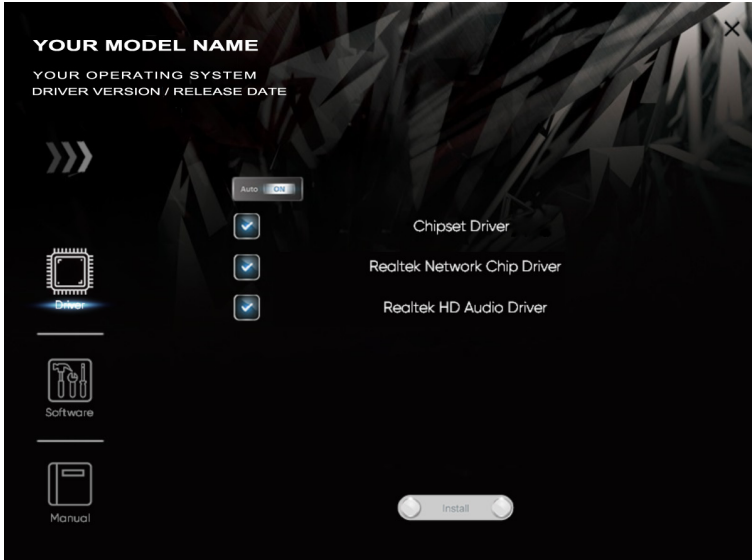 YOUR MODEL NAME
YOUR OPERATING SYSTEM
DRIVER VERSION / RELEASE DATE
Auto ON
Chipset Driver
Realtek Network Chip Driver
Realtek HD Audio Driver
Driver
Software
Manual
Install